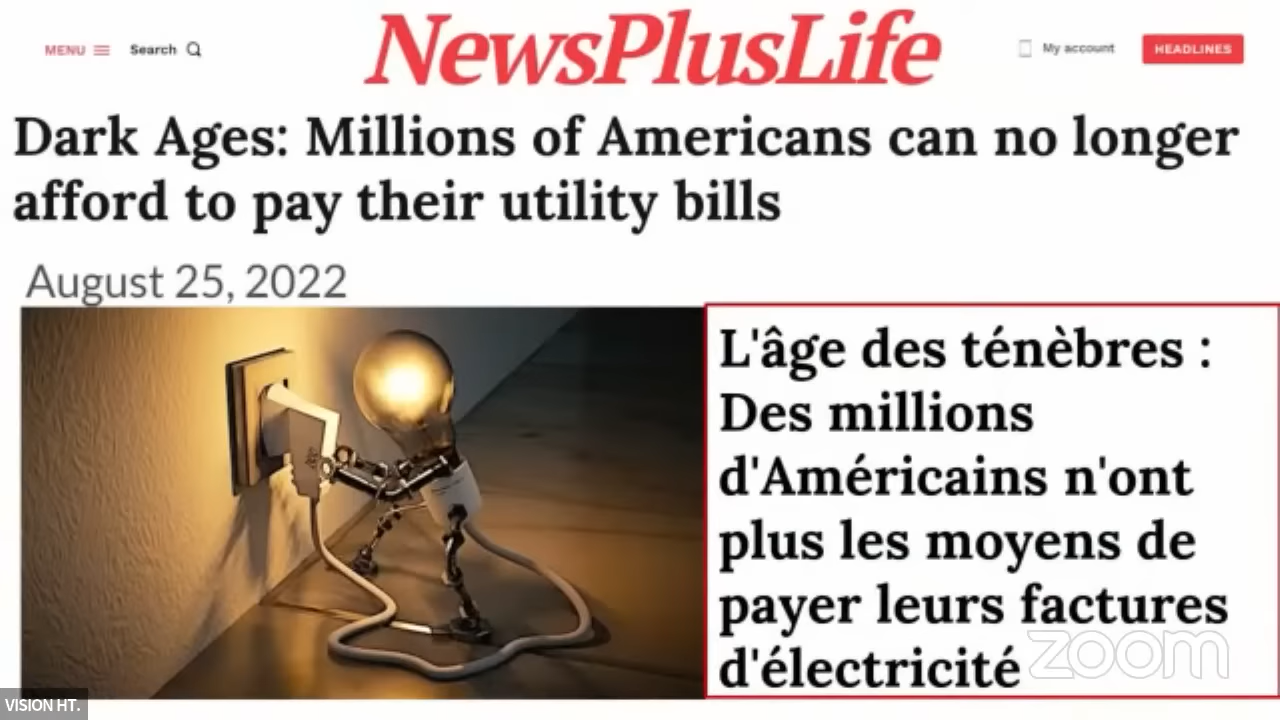 MENU Search NewsPlusLife My account HEADLINES
Dark Ages: Millions of Americans can no longer
afford to pay their utility bills
August 25, 2022
L'âge des ténèbres :
Des millions
d'Américains n'ont
plus les moyens de
payer leurs factures
d'électricité
zoom
VISION HT.